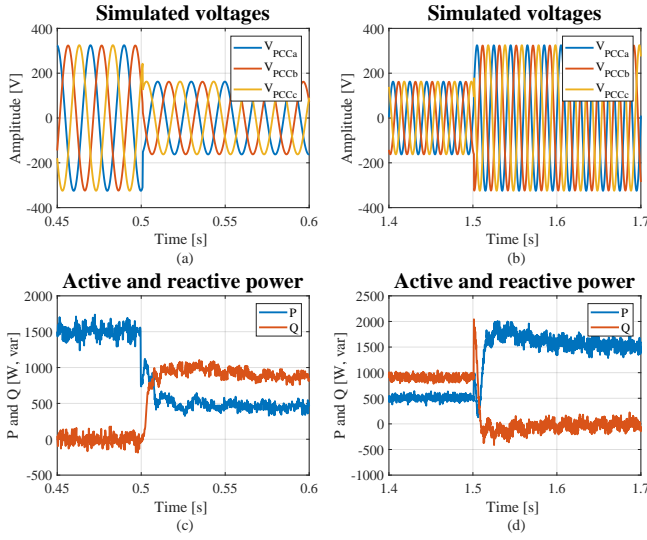 Simulated voltages
400
200
0
-200
-400
Amplitude [V]
V_PCCa
V_PCCb
V_PCCc
0.45
0.5
0.55
0.6
Time [s]
(a)
Simulated voltages
400
200
0
-200
-400
Amplitude [V]
V_PCCa
V_PCCb
V_PCCc
1.4
1.5
1.6
1.7
Time [s]
(b)
Active and reactive power
2000
1500
1000
500
0
-500
P and Q [W, var]
P
Q
0.45
0.5
0.55
0.6
Time [s]
(c)
Active and reactive power
2500
2000
1500
1000
500
0
-500
-1000
P and Q [W, var]
P
Q
1.4
1.5
1.6
1.7
Time [s]
(d)